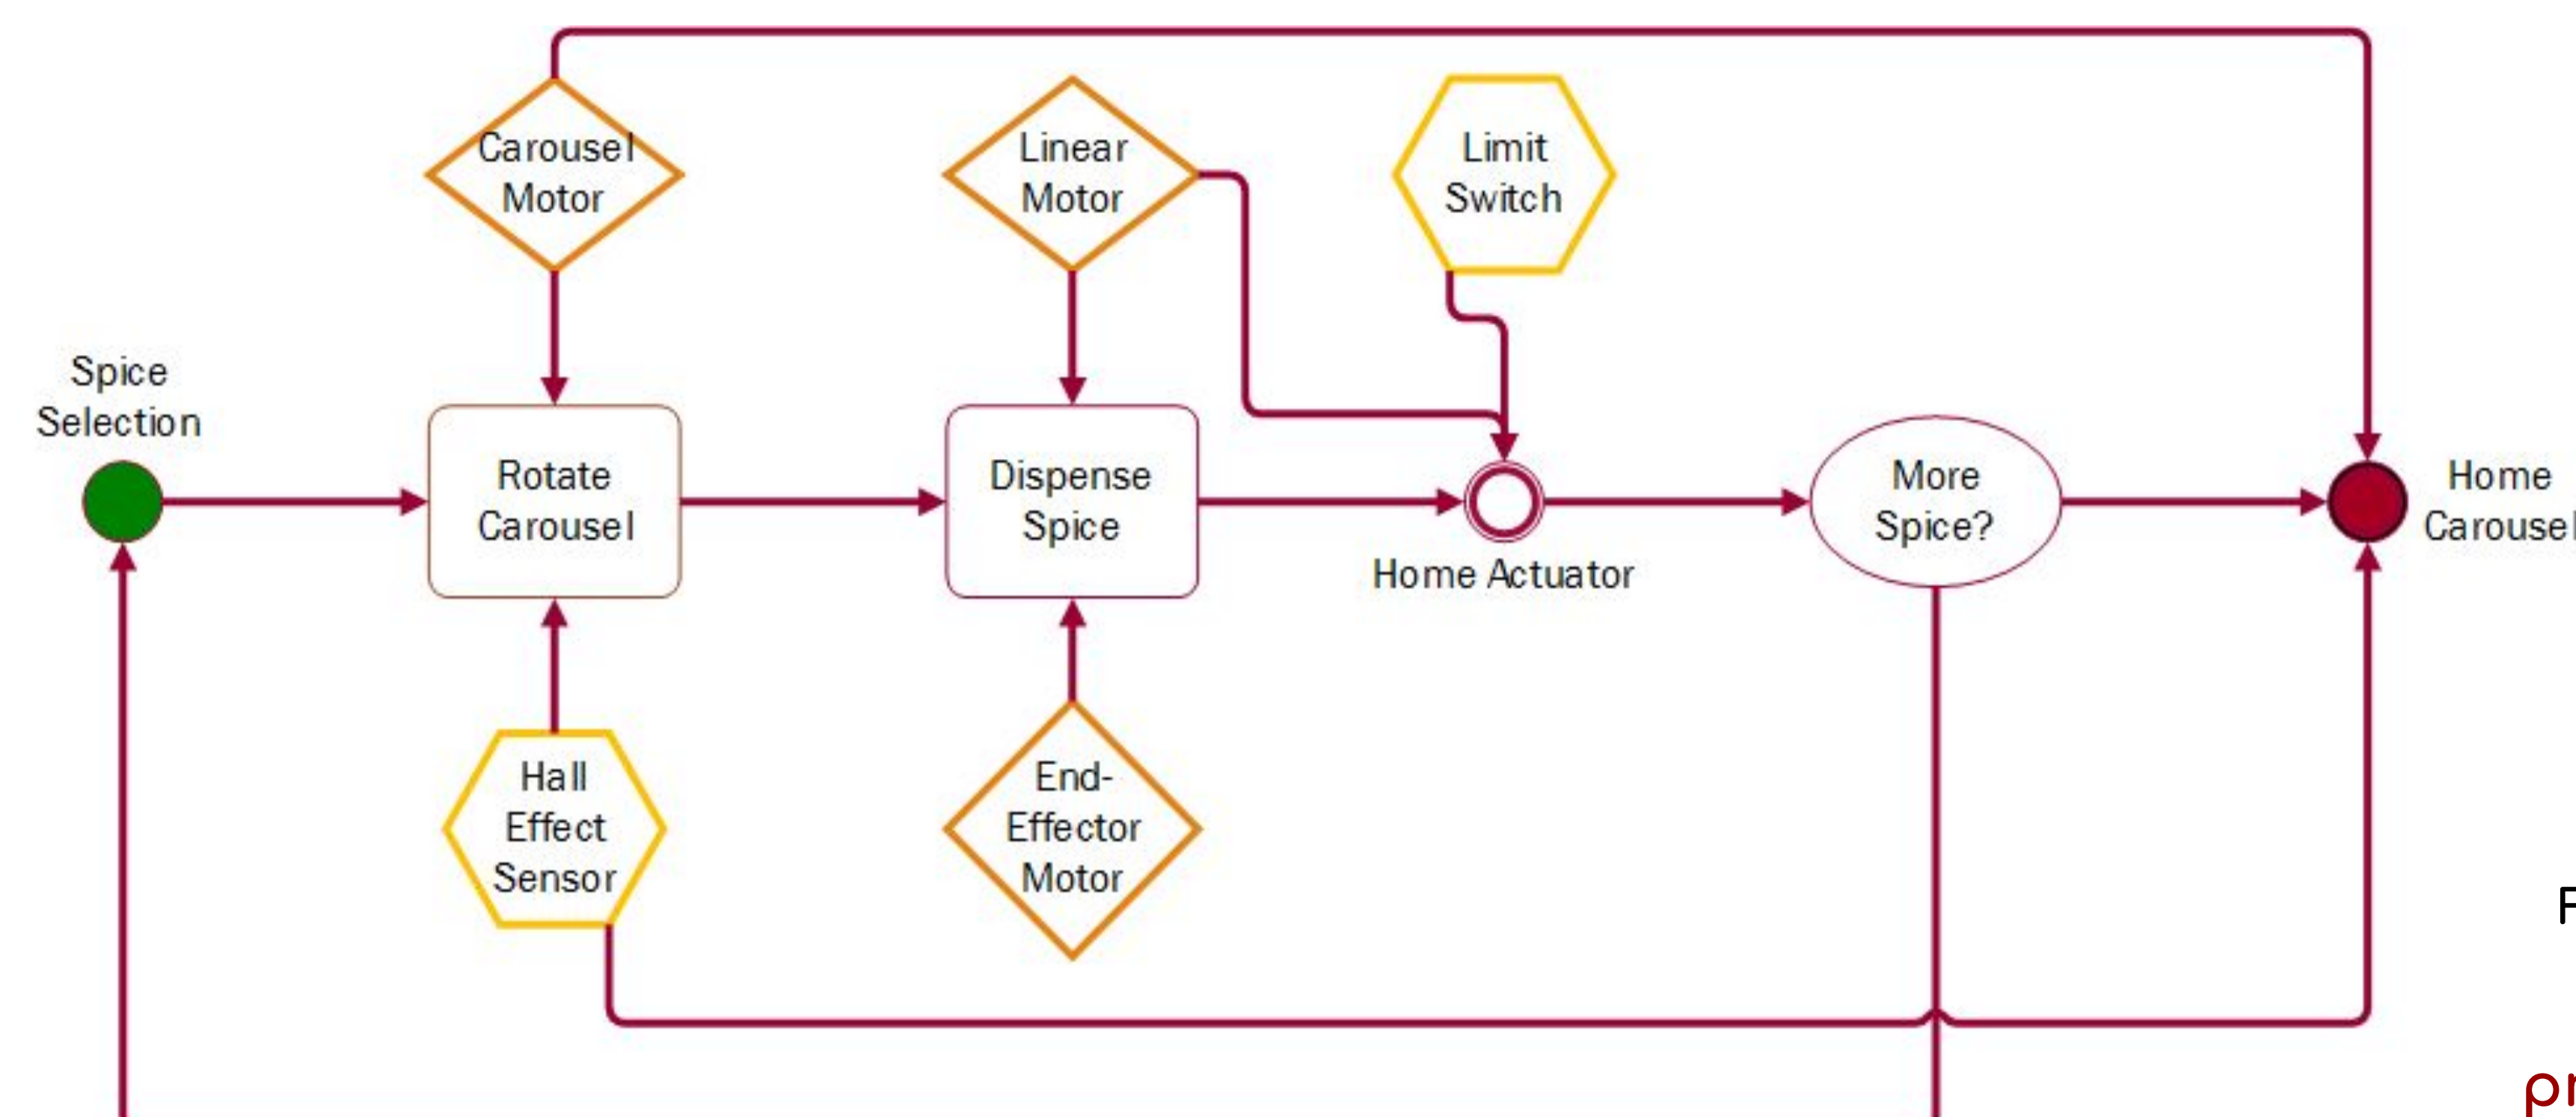 Carousel
Motor
Linear
Motor
Limit
Switch
Spice
Selection
Rotate
Carousel
Dispense
Spice
Home Actuator
More
Spice?
Home
Carousel
Hall
Effect
Sensor
End-
Effector
Motor